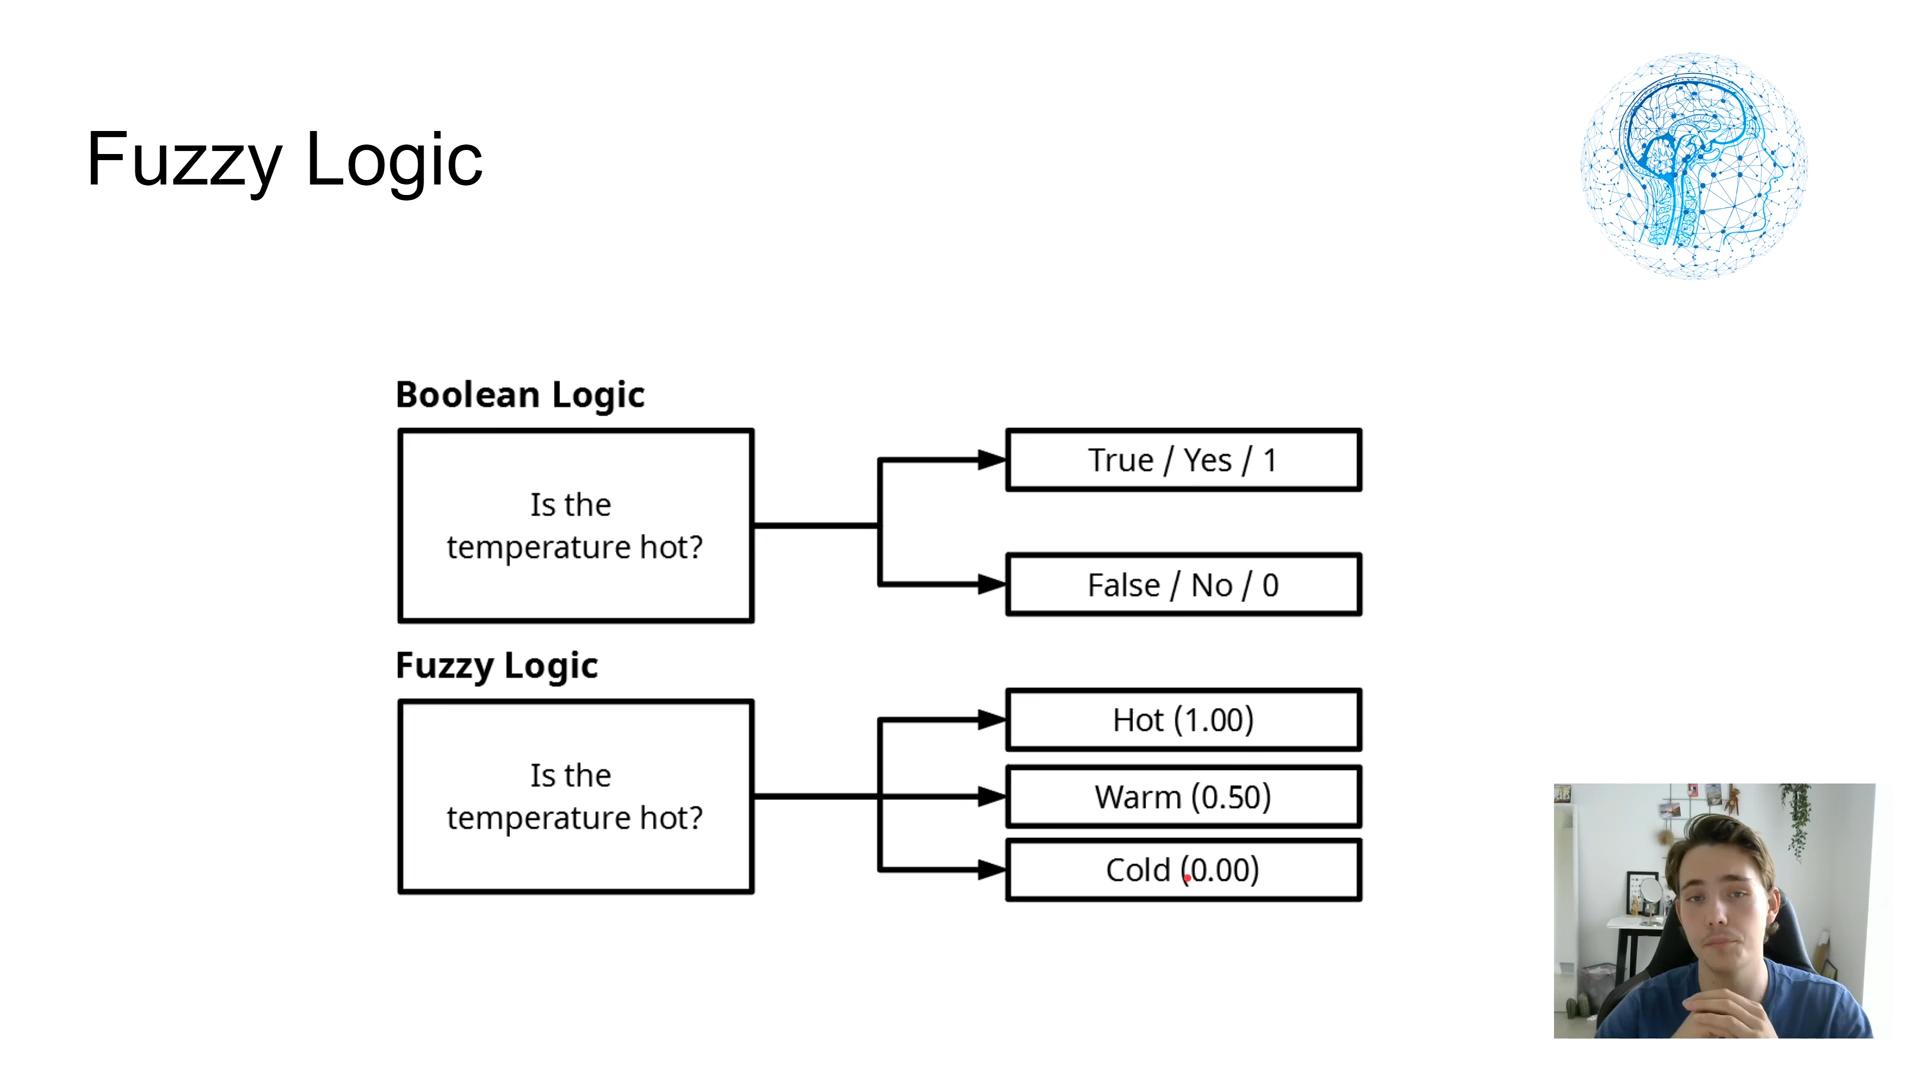 Fuzzy Logic
Boolean Logic
Is the
temperature hot?
True / Yes / 1
False / No / 0
Fuzzy Logic
Is the
temperature hot?
Hot (1.00)
Warm (0.50)
Cold (0.00)